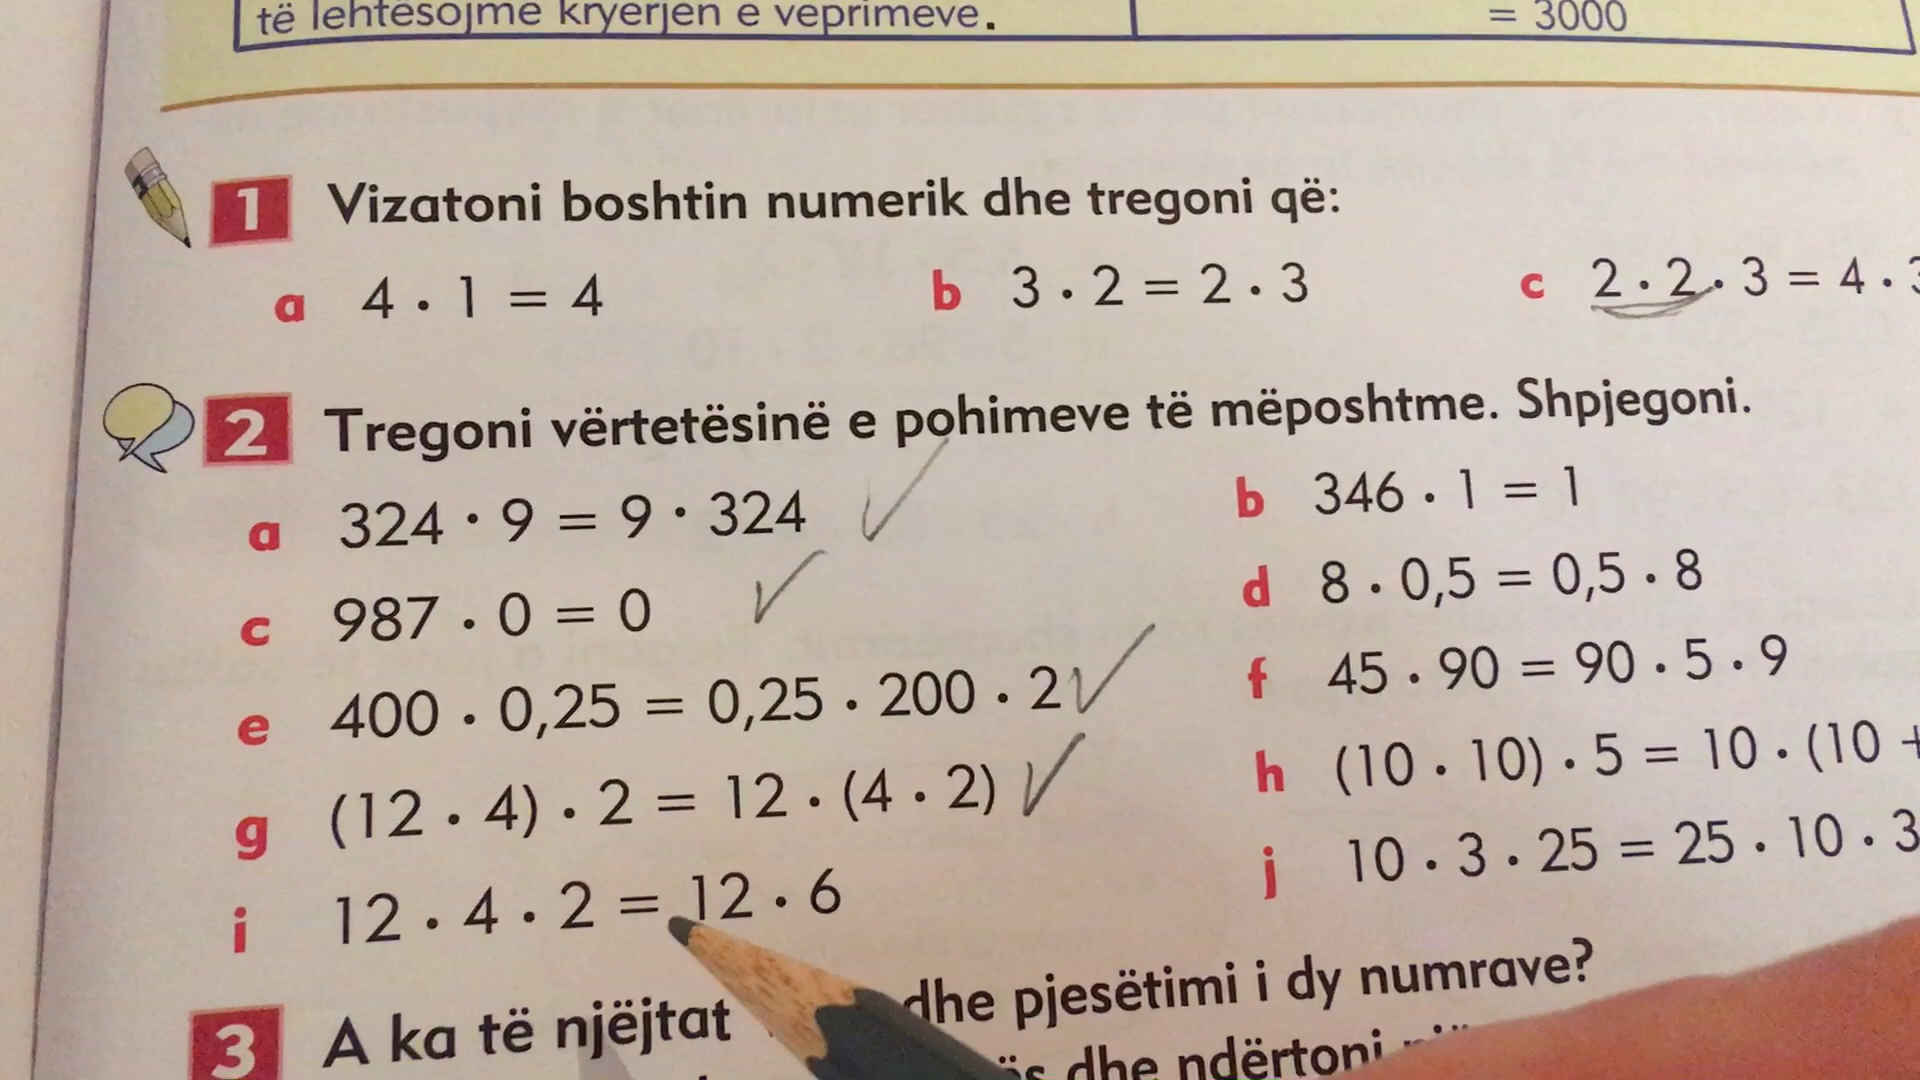 të lehtësojmë kryerjen e veprimeve.
= 3000
1 Vizatoni boshtin numerik dhe tregoni që:
a 4 · 1 = 4 b 3 · 2 = 2 · 3 c 2 · 2 · 3 = 4 · 3
2 Tregoni vërtetësinë e pohimeve të mëposhtme. Shpjegoni.
a 324 · 9 = 9 · 324 ✓ b 346 · 1 = 1
c 987 · 0 = 0 ✓ d 8 · 0,5 = 0,5 · 8
e 400 · 0,25 = 0,25 · 200 · 2 ✓ f 45 · 90 = 90 · 5 · 9
g (12 · 4) · 2 = 12 · (4 · 2) ✓ h (10 · 10) · 5 = 10 · (10 +
i 12 · 4 · 2 = 12 · 6 j 10 · 3 · 25 = 25 · 10 · 3
3 A ka të njëjtat dhe pjesëtimi i dy numrave?
dhe ndërtoni